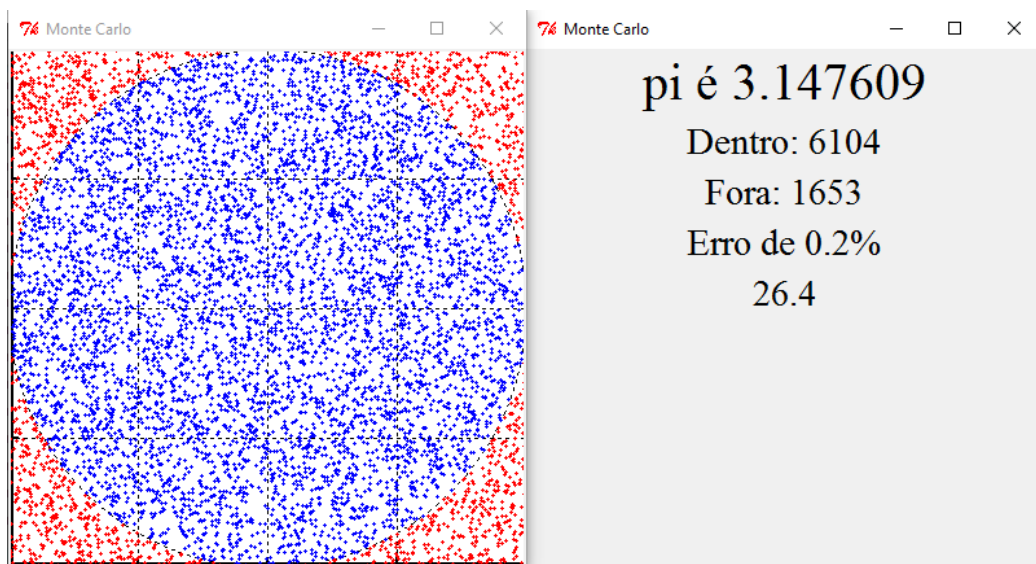 Monte Carlo
Monte Carlo
pi é 3.147609
Dentro: 6104
Fora: 1653
Erro de 0.2%
26.4